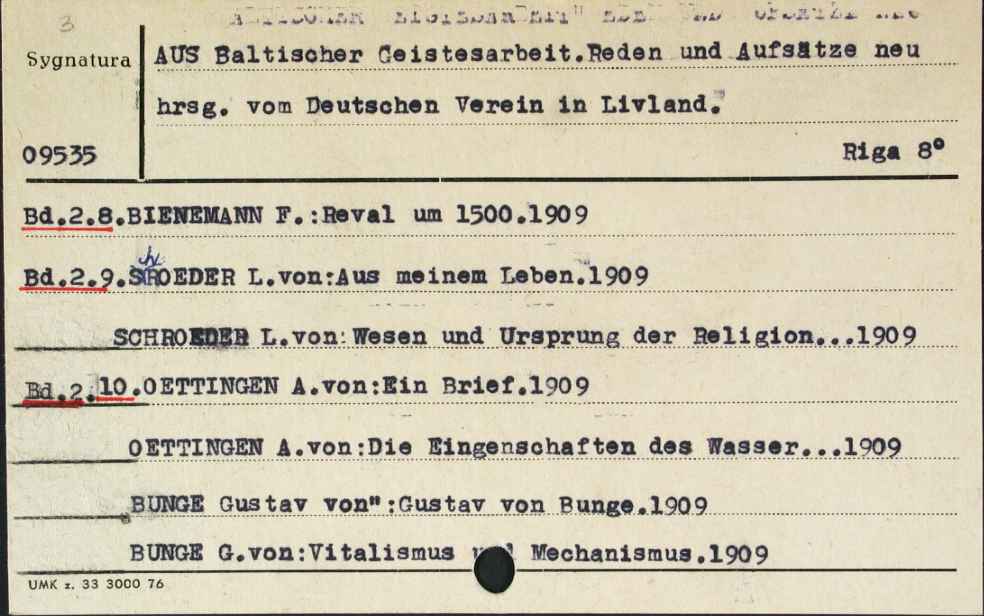 3
Sygnatura
AUS Baltischer Geistesarbeit.Reden und Aufsätze neu
hrsg. vom Deutschen Verein in Livland.
09535
Riga 8°
Bd.2.8.BIENEMANN F.:Reval um 1500.1909
Bd.2.9.SchROEDER L.von:Aus meinem Leben.1909
SCHROEDER L.von:Wesen und Ursprung der Religion...1909
Bd.2.10.OETTINGEN A.von:Ein Brief.1909
OETTINGEN A.von:Die Eingenschaften des Wasser...1909
BUNGE Gustav von":Gustav von Bunge.1909
BUNGE G.von:Vitalismus und Mechanismus.1909
UMK z. 33 3000 76